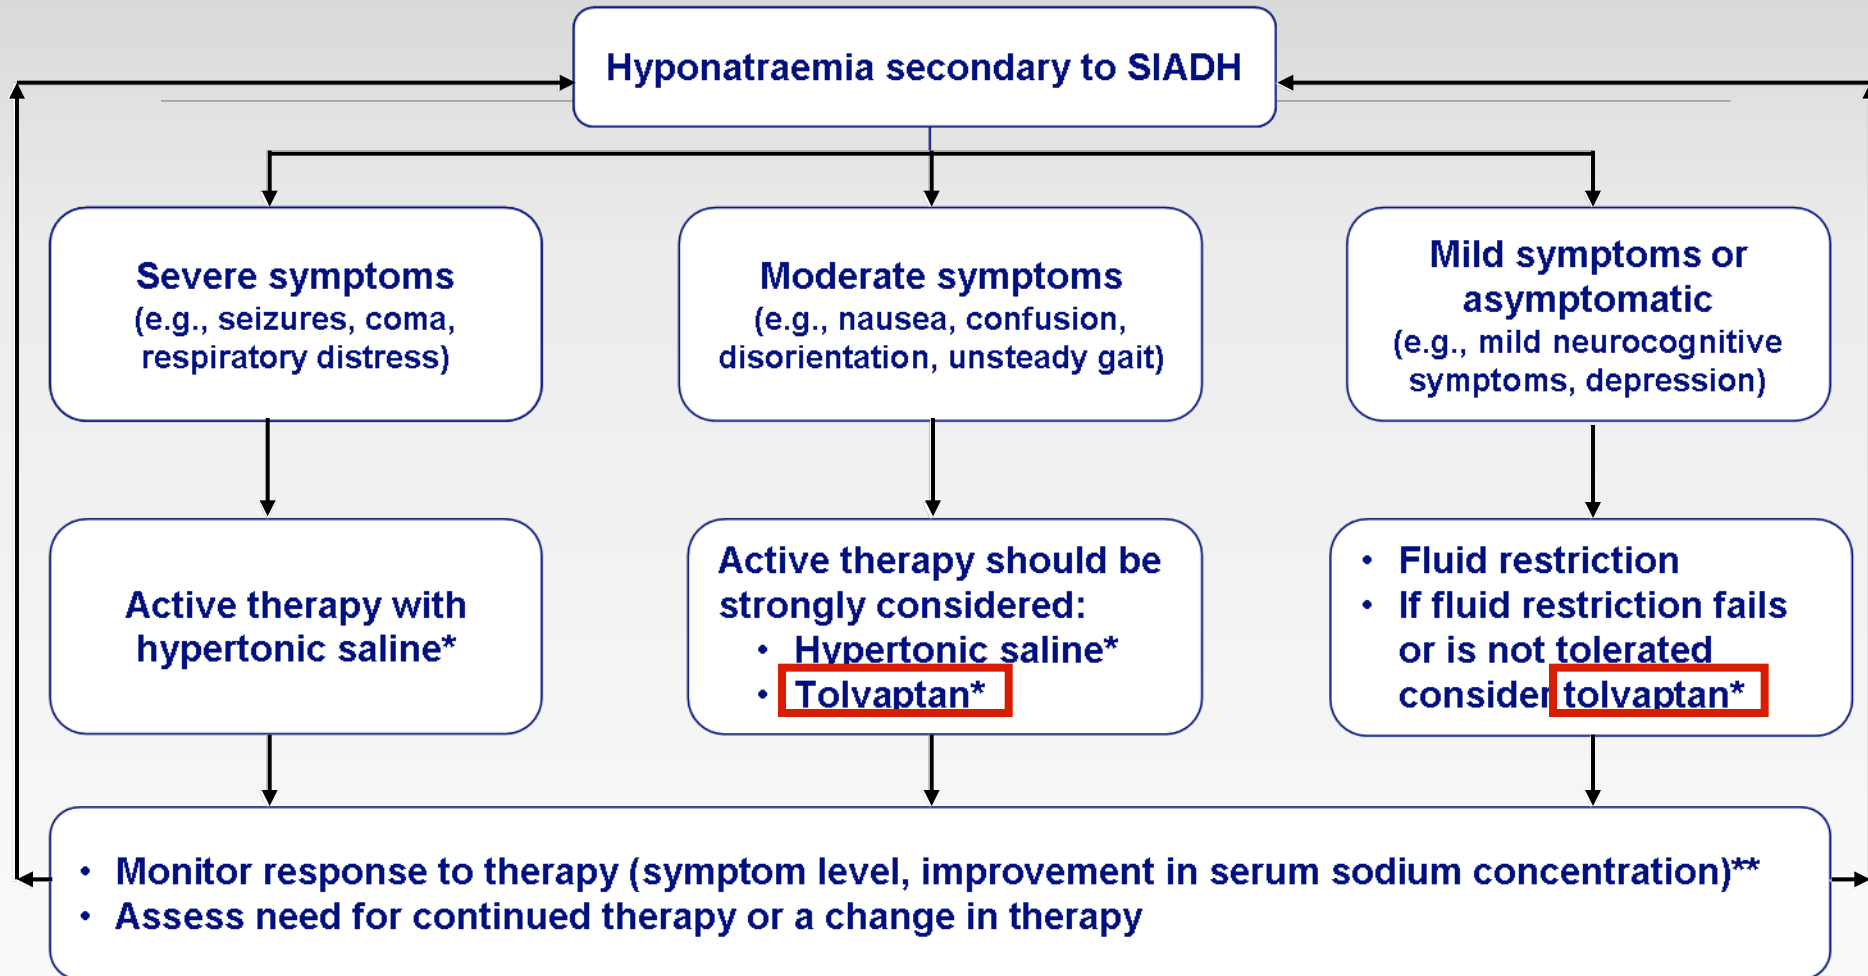 Hyponatraemia secondary to SIADH
Severe symptoms
(e.g., seizures, coma,
respiratory distress)
Moderate symptoms
(e.g., nausea, confusion,
disorientation, unsteady gait)
Mild symptoms or
asymptomatic
(e.g., mild neurocognitive
symptoms, depression)
Active therapy with
hypertonic saline*
Active therapy should be
strongly considered:
• Hypertonic saline*
• Tolvaptan*
• Fluid restriction
• If fluid restriction fails
or is not tolerated
consider tolvaptan*
• Monitor response to therapy (symptom level, improvement in serum sodium concentration)**
• Assess need for continued therapy or a change in therapy